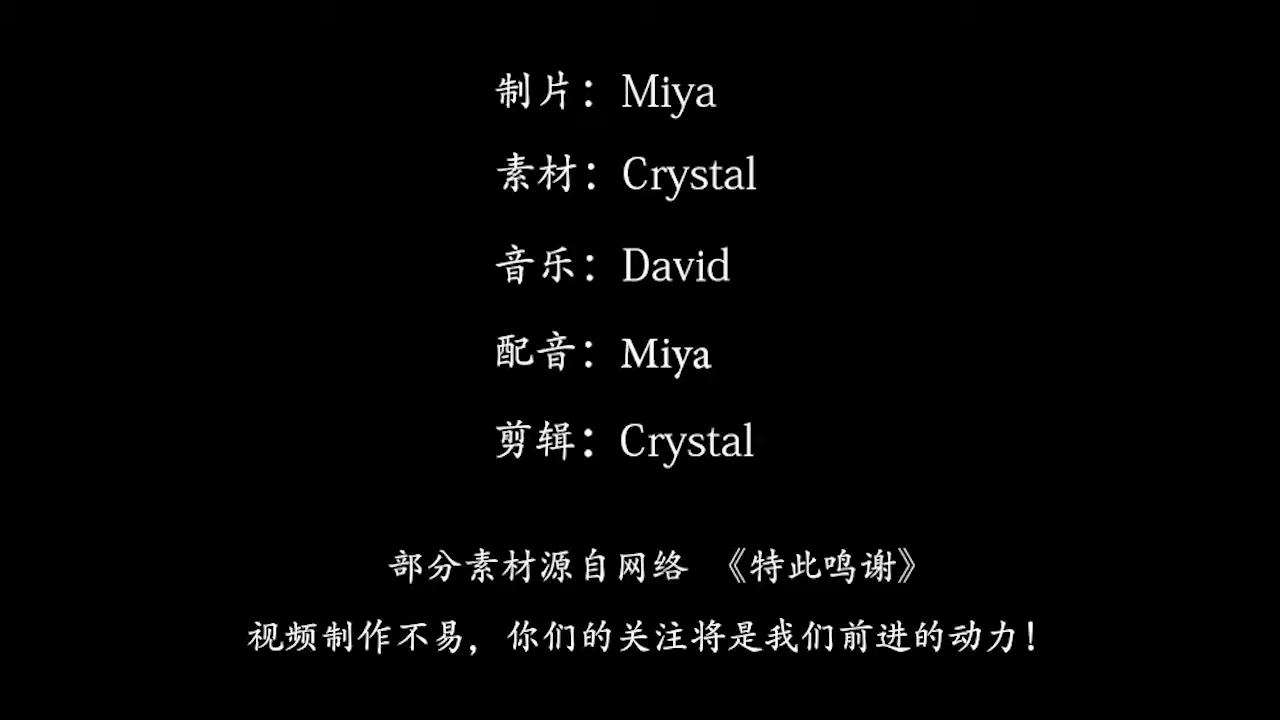 制片：Miya
素材：Crystal
音乐：David
配音：Miya
剪辑：Crystal
部分素材源自网络 《特此鸣谢》
视频制作不易，你们的关注将是我们前进的动力！